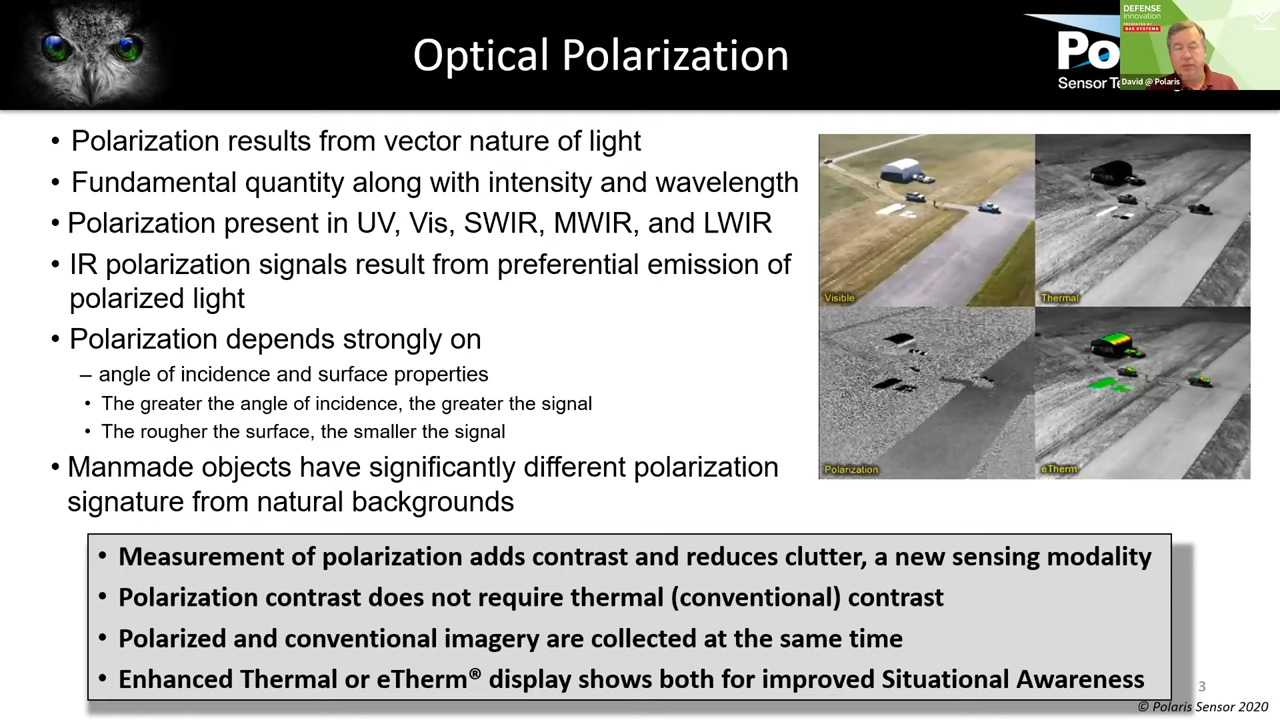 Optical Polarization
Po
Sensor Te
DEFENSE
Innovation
PRESENTED BY
BAE SYSTEMS
David @ Polaris
• Polarization results from vector nature of light
• Fundamental quantity along with intensity and wavelength
• Polarization present in UV, Vis, SWIR, MWIR, and LWIR
• IR polarization signals result from preferential emission of
polarized light
• Polarization depends strongly on
– angle of incidence and surface properties
• The greater the angle of incidence, the greater the signal
• The rougher the surface, the smaller the signal
• Manmade objects have significantly different polarization
signature from natural backgrounds
Visible
Thermal
Polarization
eTherm
• Measurement of polarization adds contrast and reduces clutter, a new sensing modality
• Polarization contrast does not require thermal (conventional) contrast
• Polarized and conventional imagery are collected at the same time
• Enhanced Thermal or eTherm® display shows both for improved Situational Awareness
3
© Polaris Sensor 2020